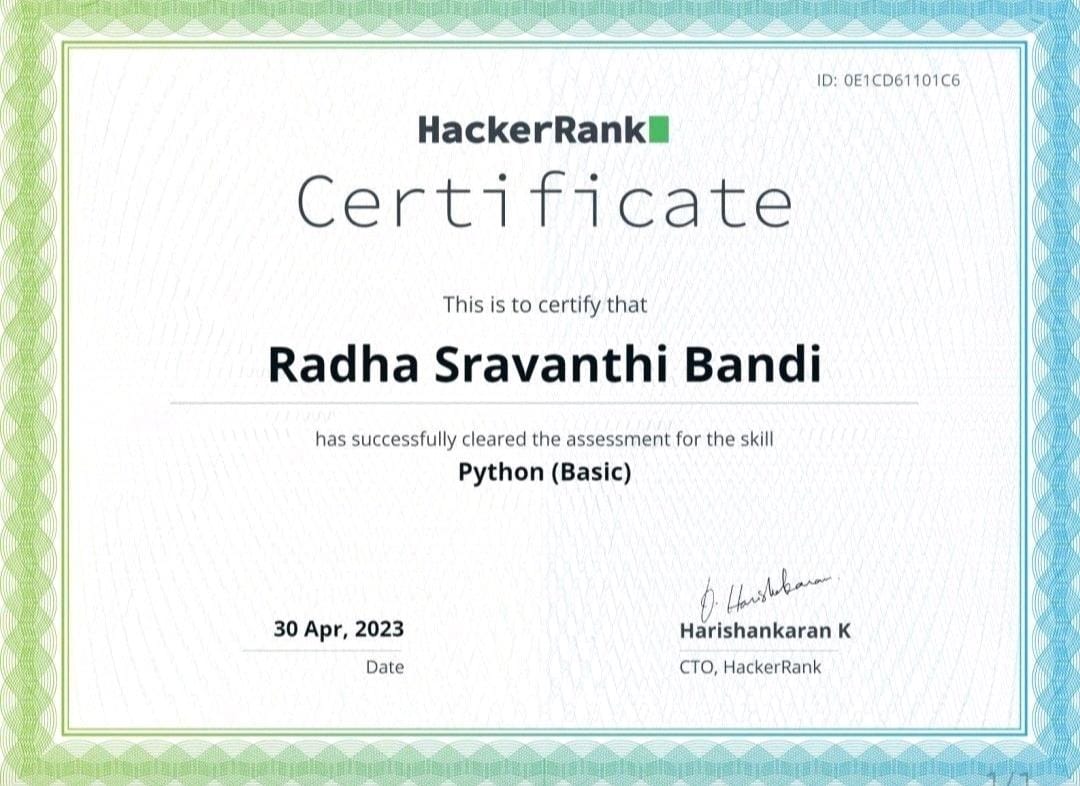 ID: 0E1CD61101C6
HackerRank
Certificate
This is to certify that
Radha Sravanthi Bandi
has successfully cleared the assessment for the skill
Python (Basic)
30 Apr, 2023
Date
Harishankaran K
CTO, HackerRank
1/1